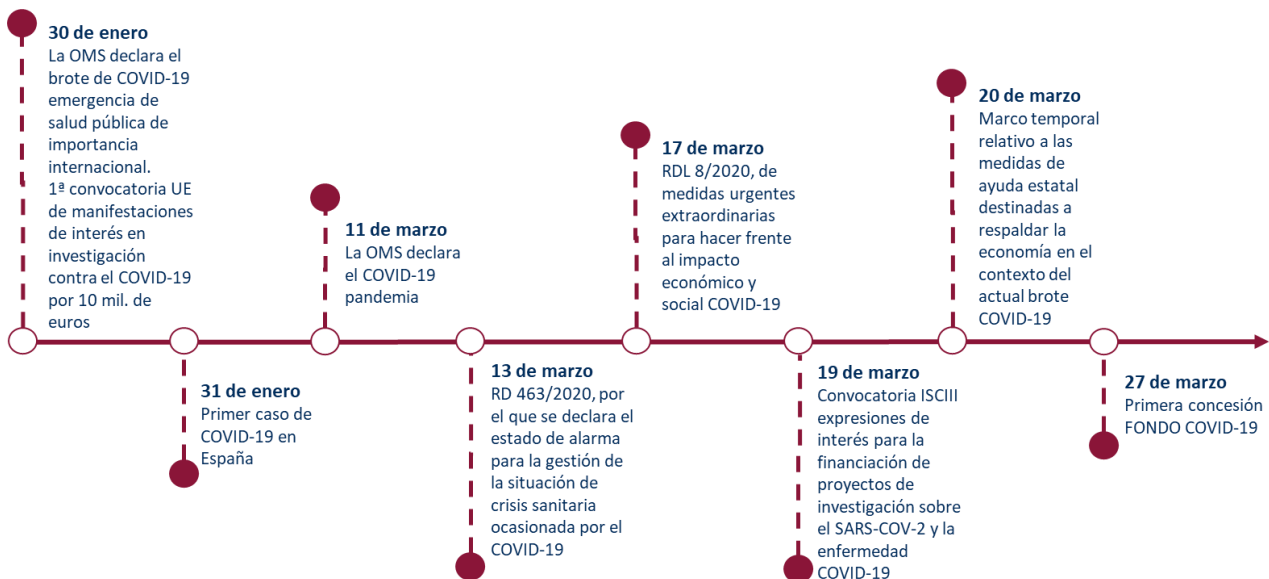 30 de enero
La OMS declara el
brote de COVID-19
emergencia de
salud pública de
importancia
internacional.
1ª convocatoria UE
de manifestaciones
de interés en
investigación
contra el COVID-19
por 10 mil. de
euros
31 de enero
Primer caso de
COVID-19 en
España
11 de marzo
La OMS declara
el COVID-19
pandemia
13 de marzo
RD 463/2020, por
el que se declara el
estado de alarma
para la gestión de
la situación de
crisis sanitaria
ocasionada por el
COVID-19
17 de marzo
RDL 8/2020, de
medidas urgentes
extraordinarias
para hacer frente
al impacto
económico y
social COVID-19
19 de marzo
Convocatoria ISCIII
expresiones de
interés para la
financiación de
proyectos de
investigación sobre
el SARS-COV-2 y la
enfermedad
COVID-19
20 de marzo
Marco temporal
relativo a las
medidas de
ayuda estatal
destinadas a
respaldar la
economía en el
contexto del
actual brote
COVID-19
27 de marzo
Primera concesión
FONDO COVID-19